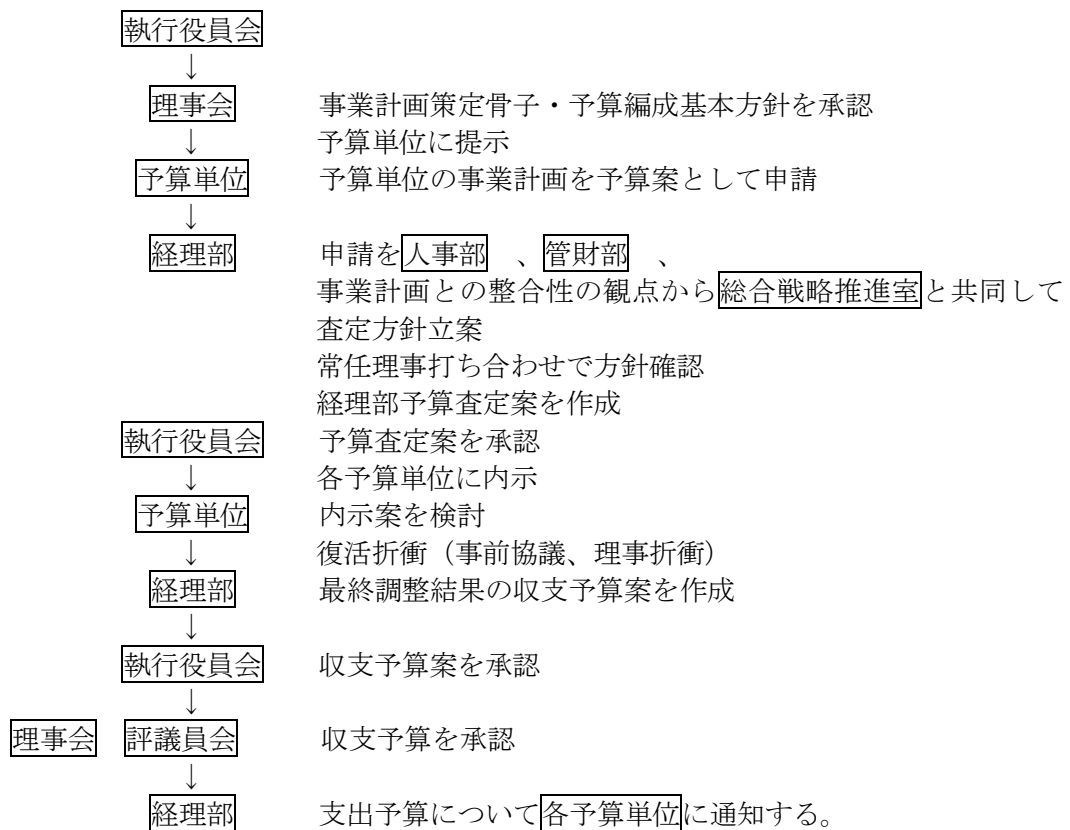 執行役員会
↓
理事会 事業計画策定骨子・予算編成基本方針を承認
↓ 予算単位に提示
予算単位 予算単位の事業計画を予算案として申請
↓
経理部 申請を人事部 、管財部 、
事業計画との整合性の観点から総合戦略推進室と共同して
査定方針立案
常任理事打ち合わせで方針確認
経理部予算査定案を作成
執行役員会 予算査定案を承認
↓ 各予算単位に内示
予算単位 内示案を検討
↓ 復活折衝(事前協議、理事折衝)
経理部 最終調整結果の収支予算案を作成
↓
執行役員会 収支予算案を承認
↓
理事会 評議員会 収支予算を承認
↓
経理部 支出予算について各予算単位に通知する。